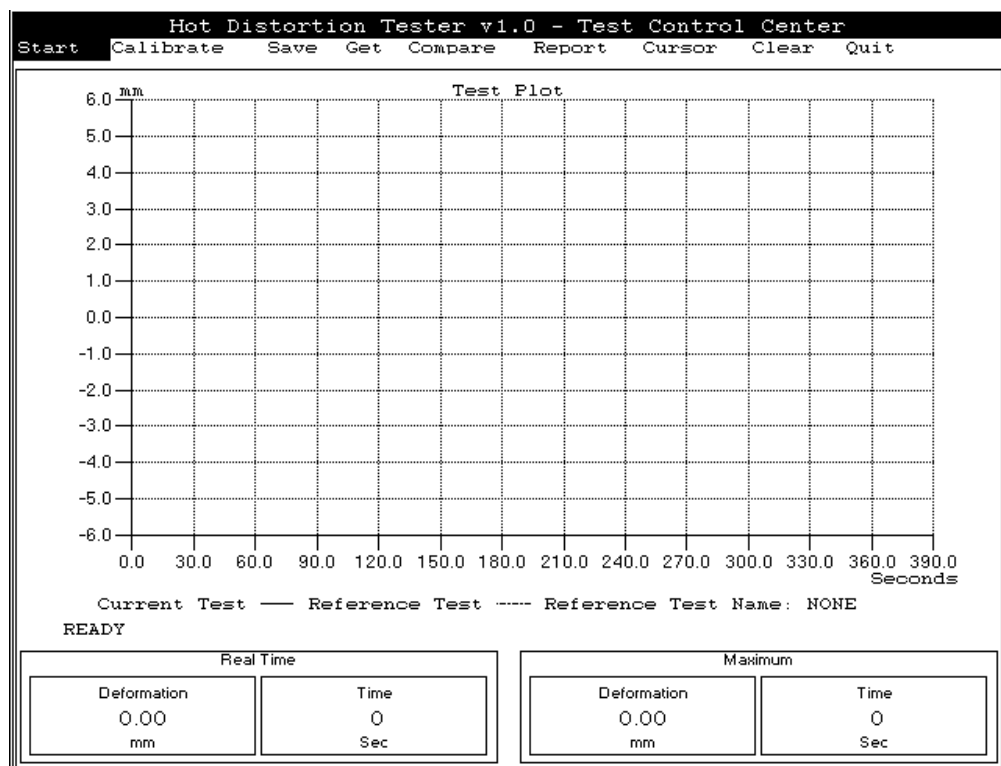 Hot Distortion Tester v1.0 - Test Control Center
Start Calibrate Save Get Compare Report Cursor Clear Quit
Test Plot
mm
6.0
5.0
4.0
3.0
2.0
1.0
0.0
-1.0
-2.0
-3.0
-4.0
-5.0
-6.0
0.0 30.0 60.0 90.0 120.0 150.0 180.0 210.0 240.0 270.0 300.0 330.0 360.0 390.0
Seconds
Current Test Reference Test Reference Test Name: NONE
READY
Real Time
Deformation Time
0.00 0
mm Sec
Maximum
Deformation Time
0.00 0
mm Sec